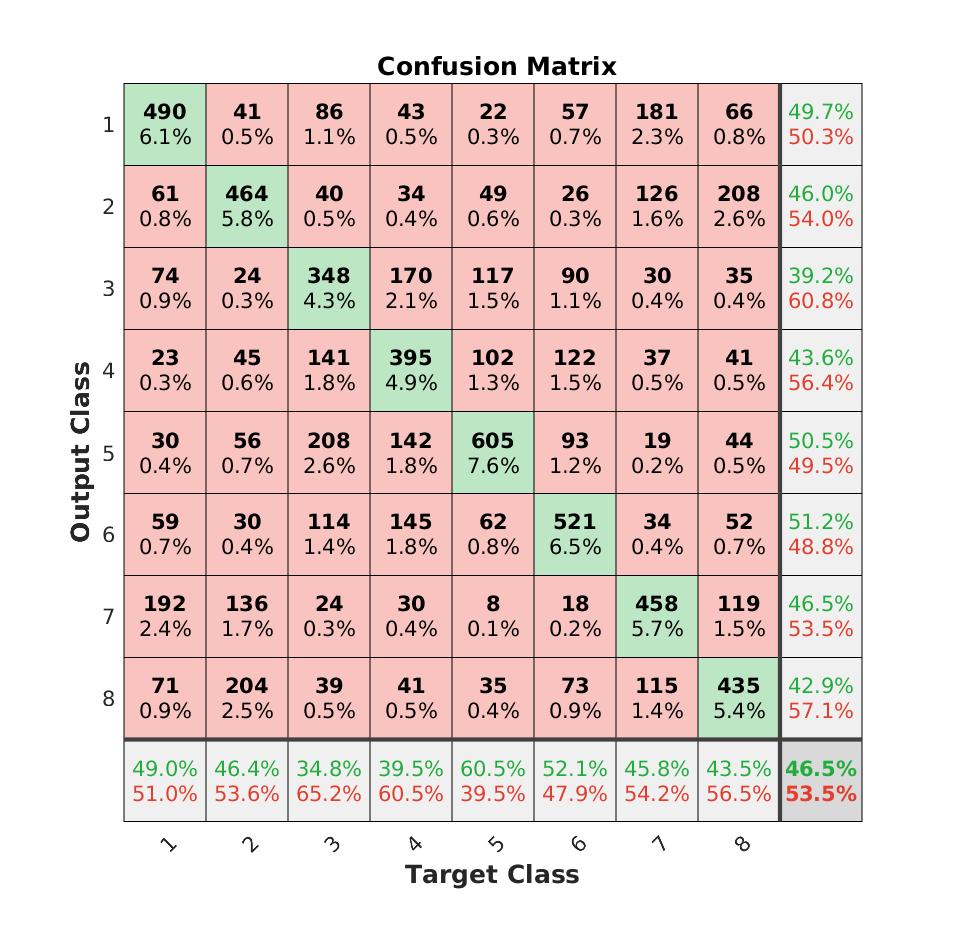 Confusion Matrix
490 41 86 43 22 57 181 66 49.7%
1
6.1% 0.5% 1.1% 0.5% 0.3% 0.7% 2.3% 0.8% 50.3%
61 464 40 34 49 26 126 208 46.0%
2
0.8% 5.8% 0.5% 0.4% 0.6% 0.3% 1.6% 2.6% 54.0%
74 24 348 170 117 90 30 35 39.2%
3
0.9% 0.3% 4.3% 2.1% 1.5% 1.1% 0.4% 0.4% 60.8%
23 45 141 395 102 122 37 41 43.6%
4
0.3% 0.6% 1.8% 4.9% 1.3% 1.5% 0.5% 0.5% 56.4%
Output Class
30 56 208 142 605 93 19 44 50.5%
5
0.4% 0.7% 2.6% 1.8% 7.6% 1.2% 0.2% 0.5% 49.5%
59 30 114 145 62 521 34 52 51.2%
6
0.7% 0.4% 1.4% 1.8% 0.8% 6.5% 0.4% 0.7% 48.8%
192 136 24 30 8 18 458 119 46.5%
7
2.4% 1.7% 0.3% 0.4% 0.1% 0.2% 5.7% 1.5% 53.5%
71 204 39 41 35 73 115 435 42.9%
8
0.9% 2.5% 0.5% 0.5% 0.4% 0.9% 1.4% 5.4% 57.1%
49.0% 46.4% 34.8% 39.5% 60.5% 52.1% 45.8% 43.5% 46.5%
51.0% 53.6% 65.2% 60.5% 39.5% 47.9% 54.2% 56.5% 53.5%
1 2 3 4 5 6 7 8
Target Class